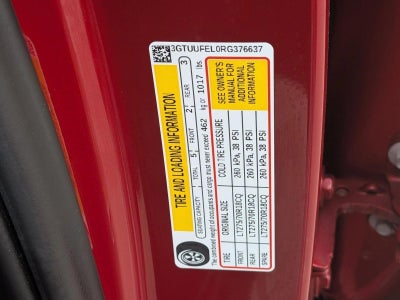 3GTUUFEL0RG376637
TIRE AND LOADING INFORMATION
SEATING CAPACITY TOTAL 5 FRONT 2 REAR 3
The combined weight of occupants and cargo must never exceed 462 kg or 1017 lbs.
TIRE ORIGINAL SIZE COLD TIRE PRESSURE
FRONT LT275/70R18CQ 260 kPa, 38 PSI
REAR LT275/70R18CQ 260 kPa, 38 PSI
SPARE LT275/70R18CQ 260 kPa, 38 PSI
SEE OWNER'S
MANUAL FOR
ADDITIONAL
INFORMATION